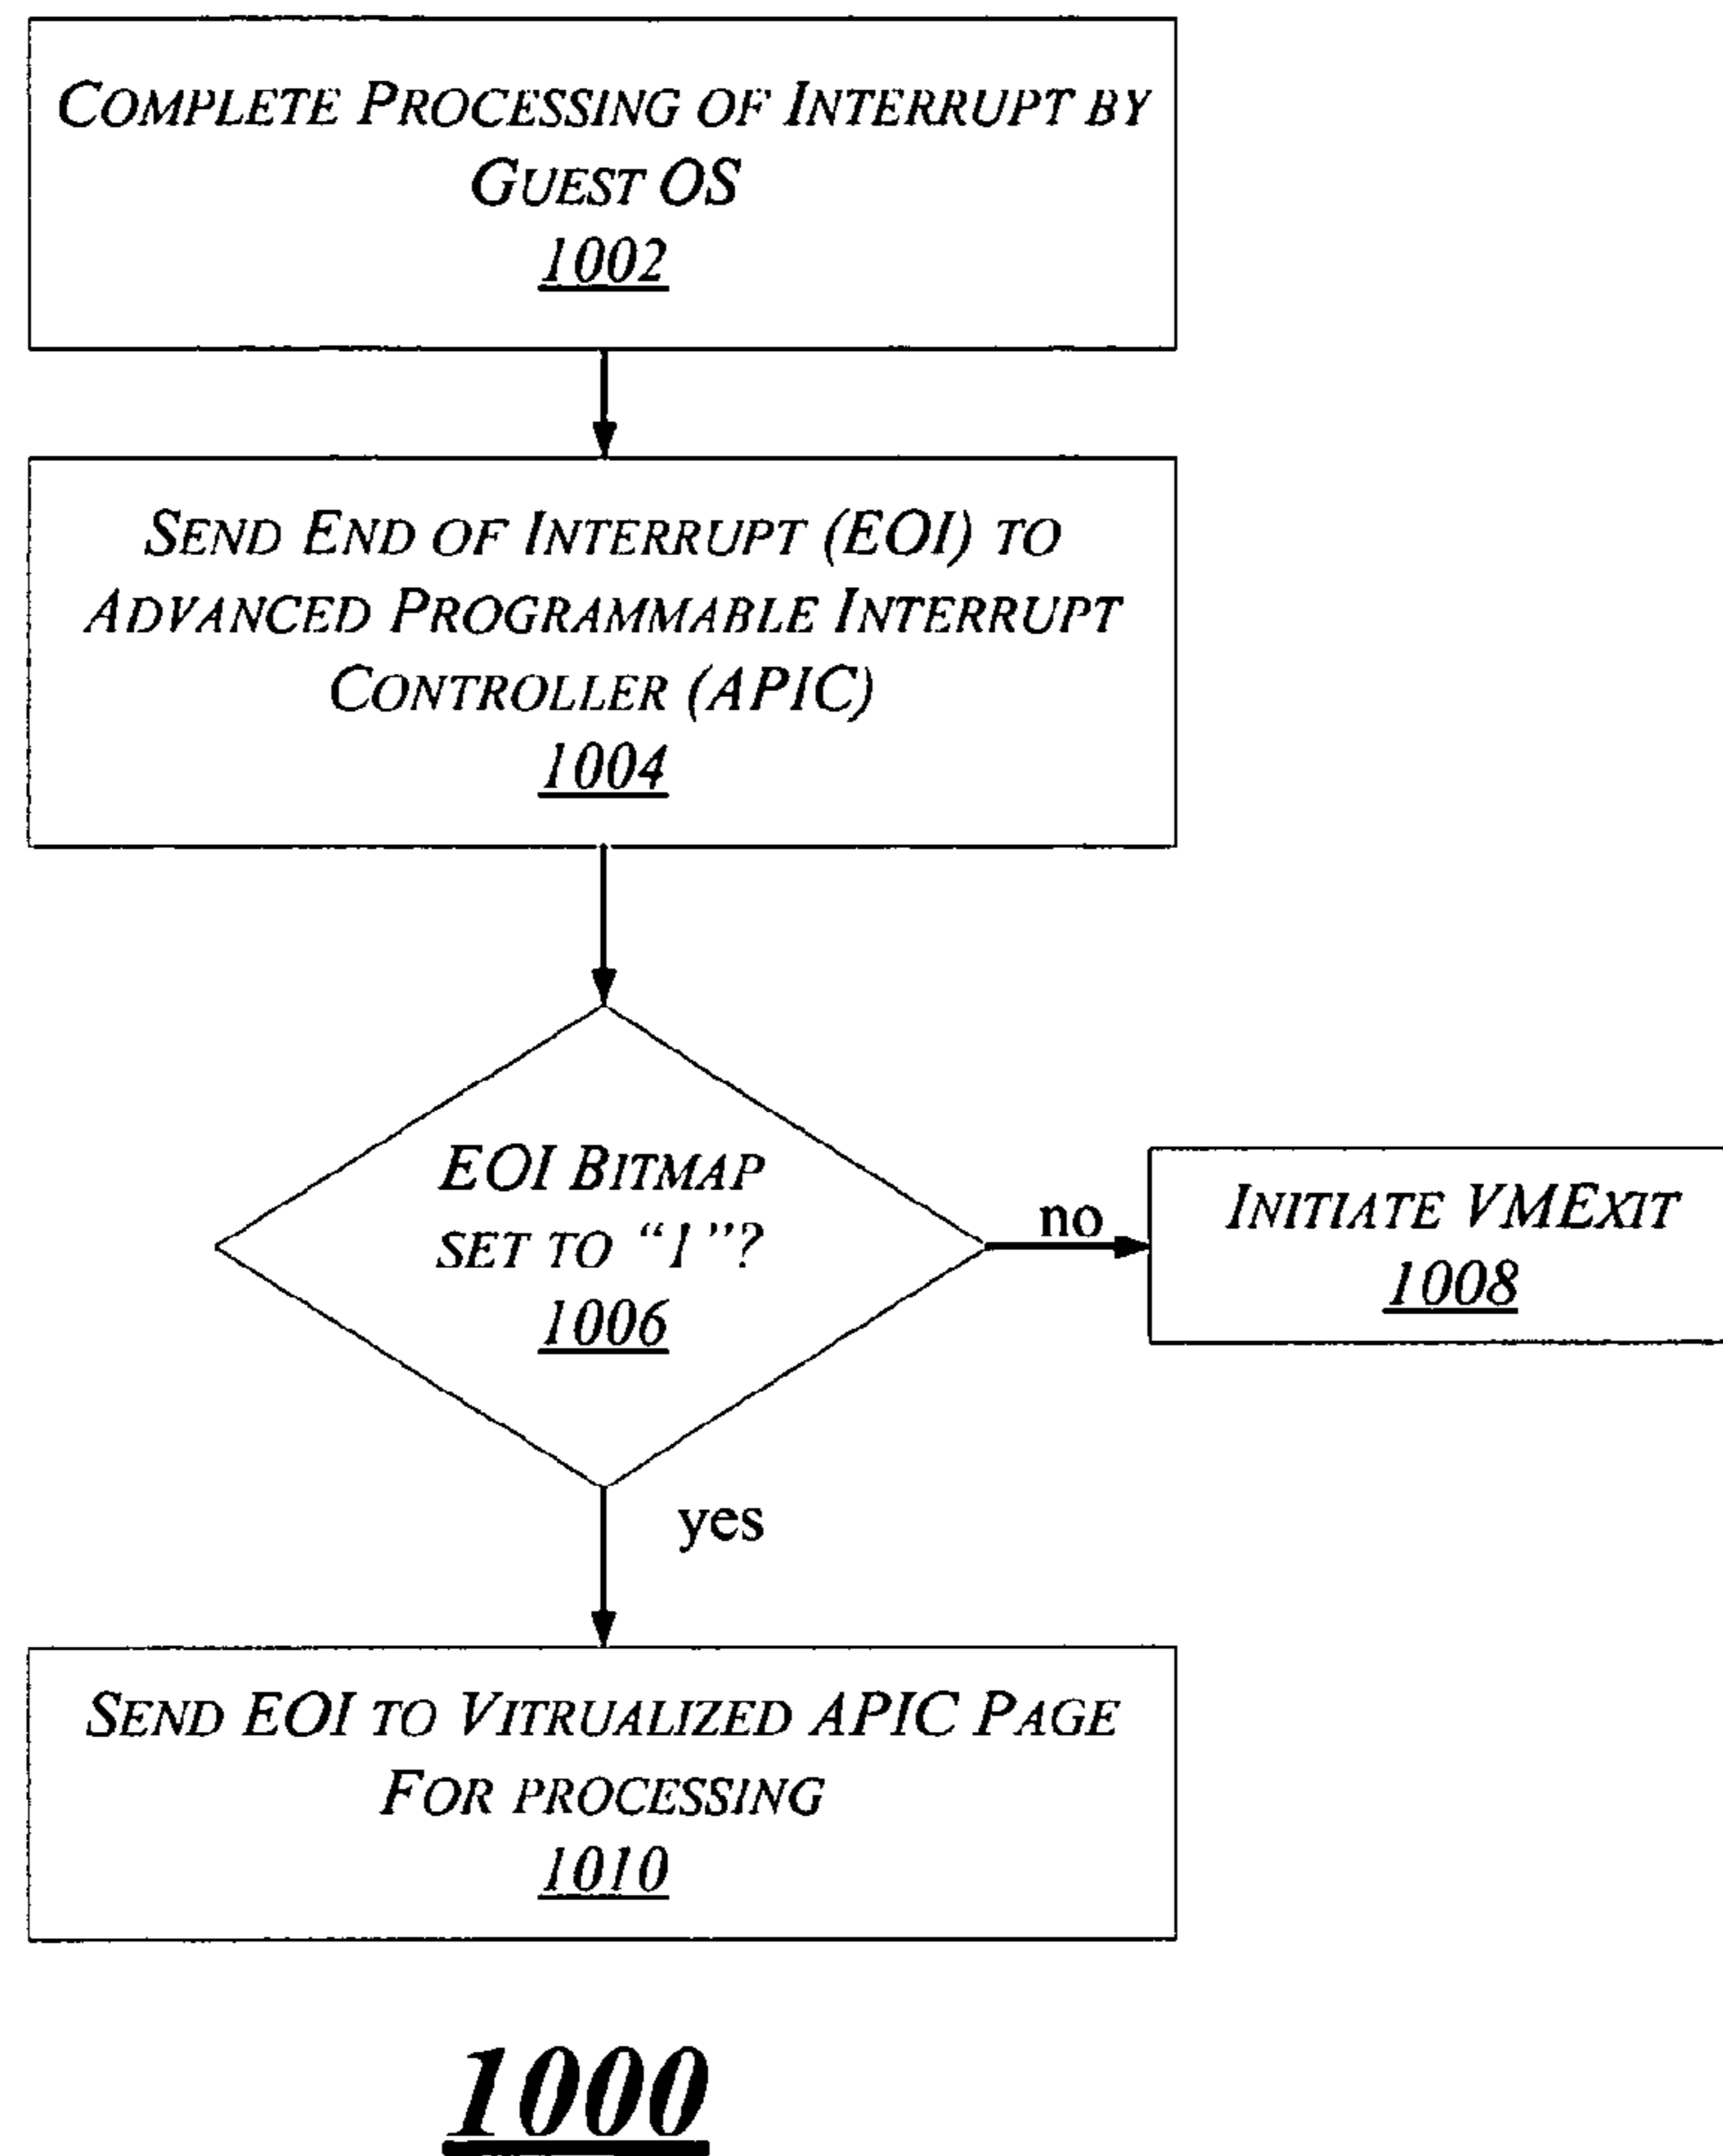 COMPLETE PROCESSING OF INTERRUPT BY
GUEST OS
1002
SEND END OF INTERRUPT (EOI) TO
ADVANCED PROGRAMMABLE INTERRUPT
CONTROLLER (APIC)
1004
EOI BITMAP
SET TO “1”?
1006
no
INITIATE VMEXIT
1008
yes
SEND EOI TO VITRUALIZED APIC PAGE
FOR PROCESSING
1010
1000